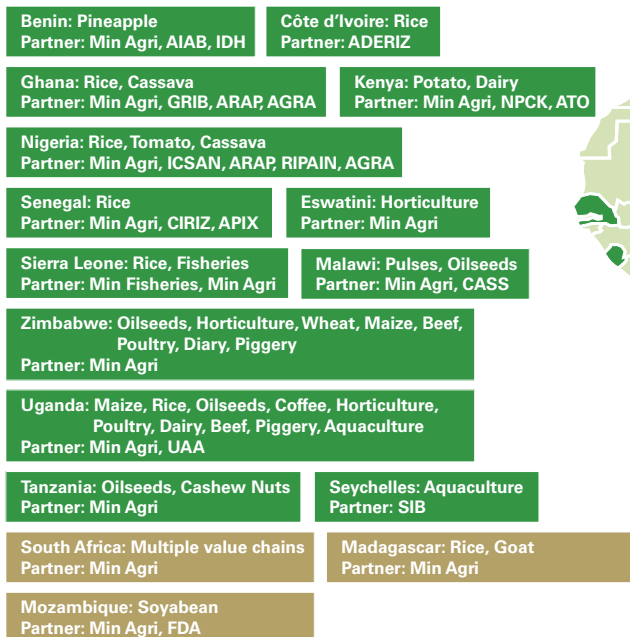 Benin: Pineapple
Partner: Min Agri, AIAB, IDH
Côte d’Ivoire: Rice
Partner: ADERIZ
Ghana: Rice, Cassava
Partner: Min Agri, GRIB, ARAP, AGRA
Kenya: Potato, Dairy
Partner: Min Agri, NPCK, ATO
Nigeria: Rice, Tomato, Cassava
Partner: Min Agri, ICSAN, ARAP, RIPAIN, AGRA
Senegal: Rice
Partner: Min Agri, CIRIZ, APIX
Eswatini: Horticulture
Partner: Min Agri
Sierra Leone: Rice, Fisheries
Partner: Min Fisheries, Min Agri
Malawi: Pulses, Oilseeds
Partner: Min Agri, CASS
Zimbabwe: Oilseeds, Horticulture, Wheat, Maize, Beef,
Poultry, Diary, Piggery
Partner: Min Agri
Uganda: Maize, Rice, Oilseeds, Coffee, Horticulture,
Poultry, Dairy, Beef, Piggery, Aquaculture
Partner: Min Agri, UAA
Tanzania: Oilseeds, Cashew Nuts
Partner: Min Agri
Seychelles: Aquaculture
Partner: SIB
South Africa: Multiple value chains
Partner: Min Agri
Madagascar: Rice, Goat
Partner: Min Agri
Mozambique: Soyabean
Partner: Min Agri, FDA